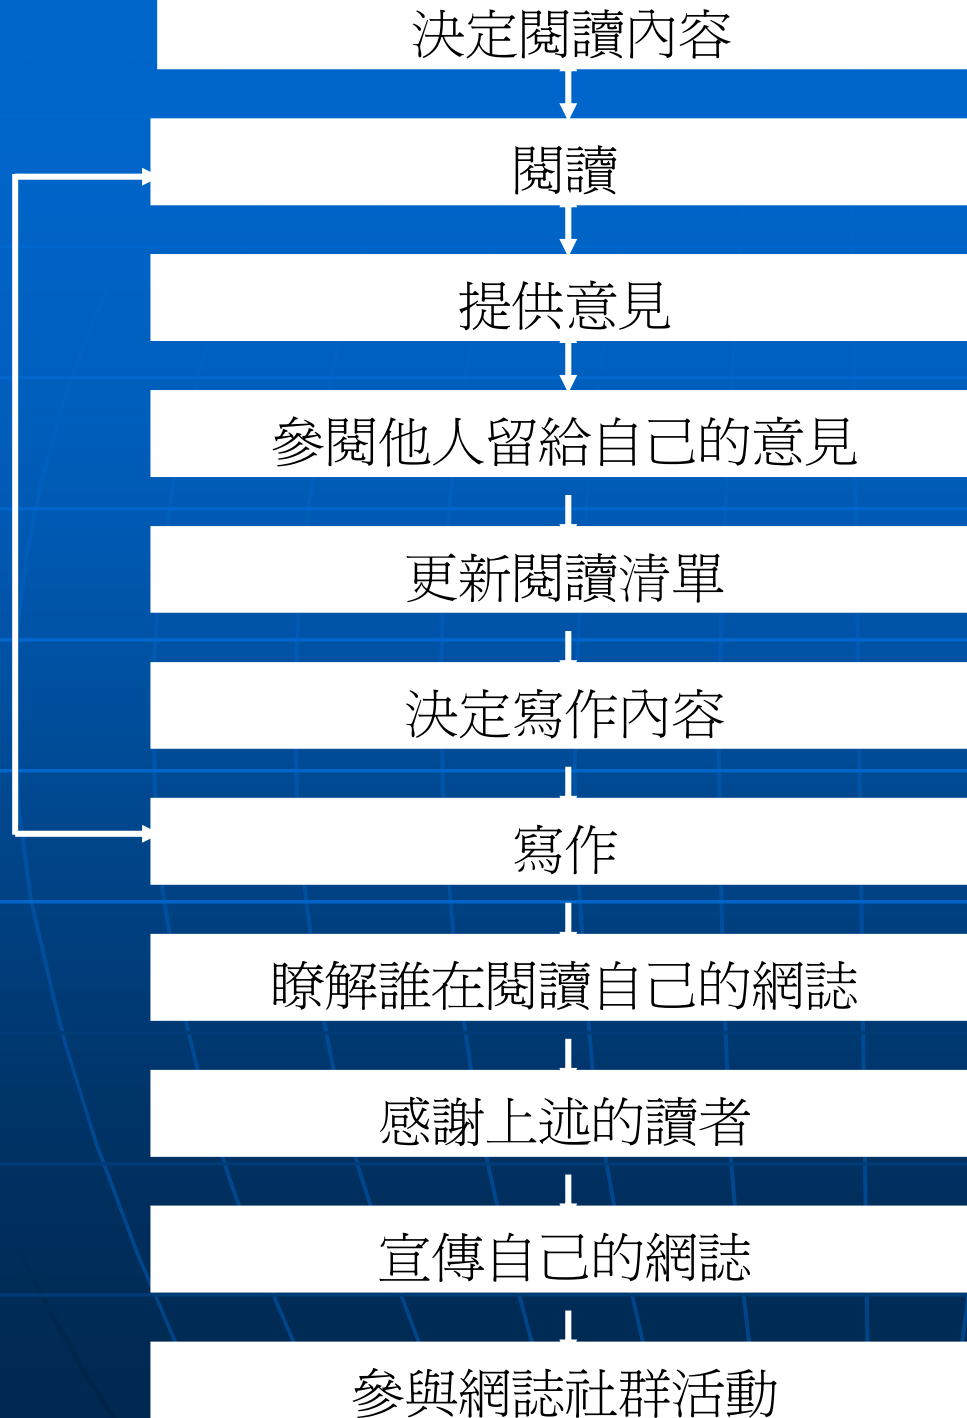 決定閱讀內容
閱讀
提供意見
參閱他人留給自己的意見
更新閱讀清單
決定寫作內容
寫作
瞭解誰在閱讀自己的網誌
感謝上述的讀者
宣傳自己的網誌
參與網誌社群活動